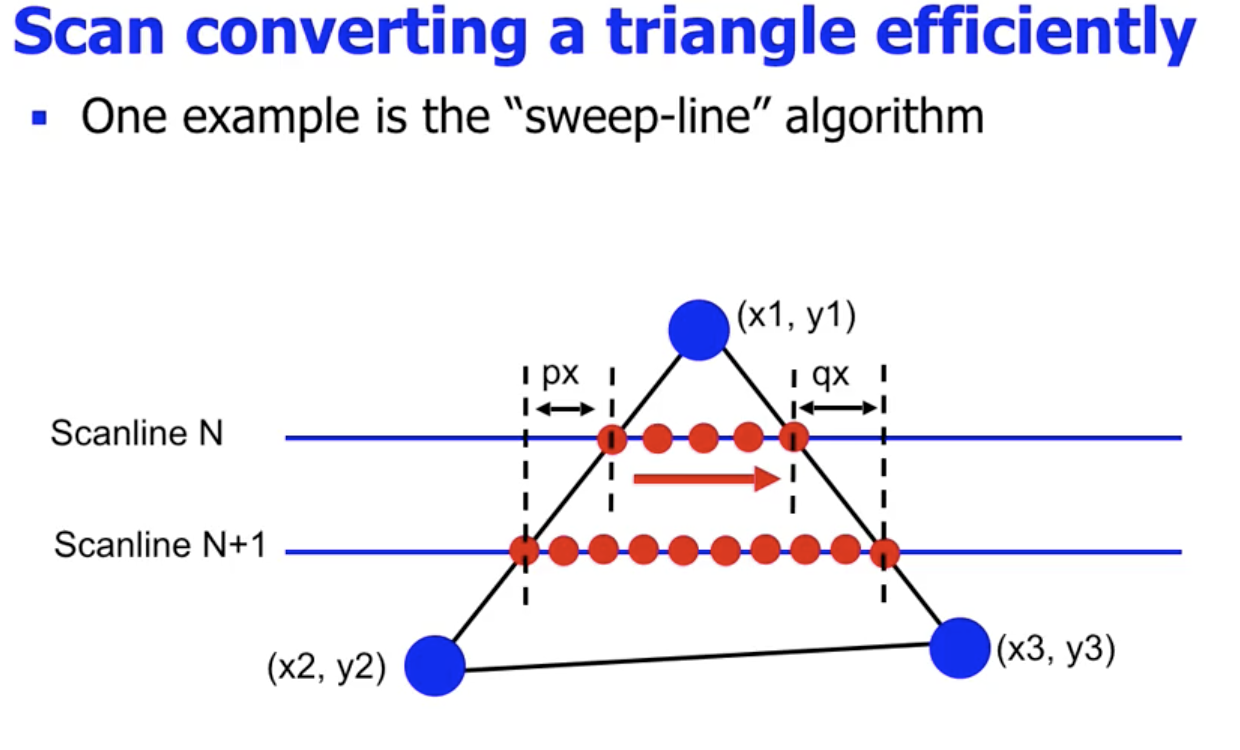 Scan converting a triangle efficiently
▪ One example is the “sweep-line” algorithm
(x1, y1)
px
qx
Scanline N
Scanline N+1
(x2, y2)
(x3, y3)